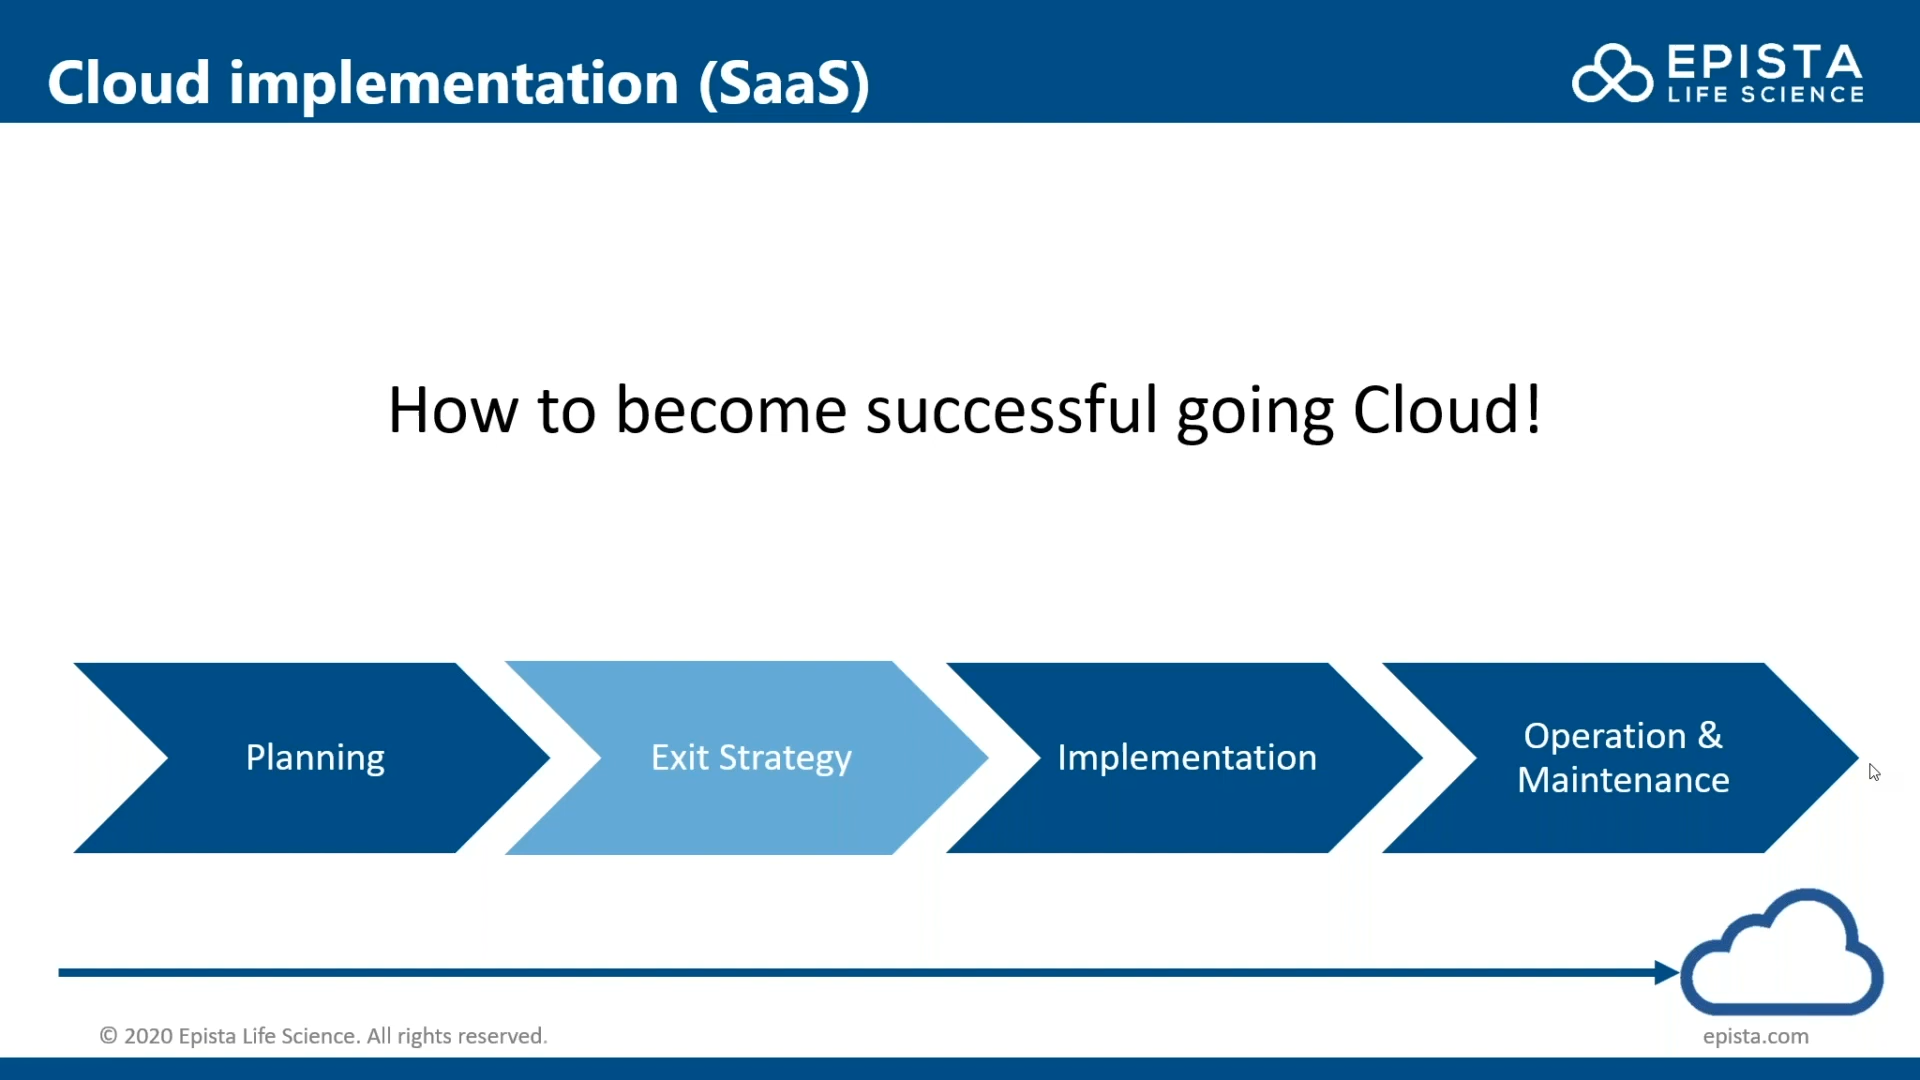 Cloud implementation (SaaS)
EPISTA
LIFE SCIENCE
How to become successful going Cloud!
Planning
Exit Strategy
Implementation
Operation &
Maintenance
© 2020 Epista Life Science. All rights reserved.
epista.com